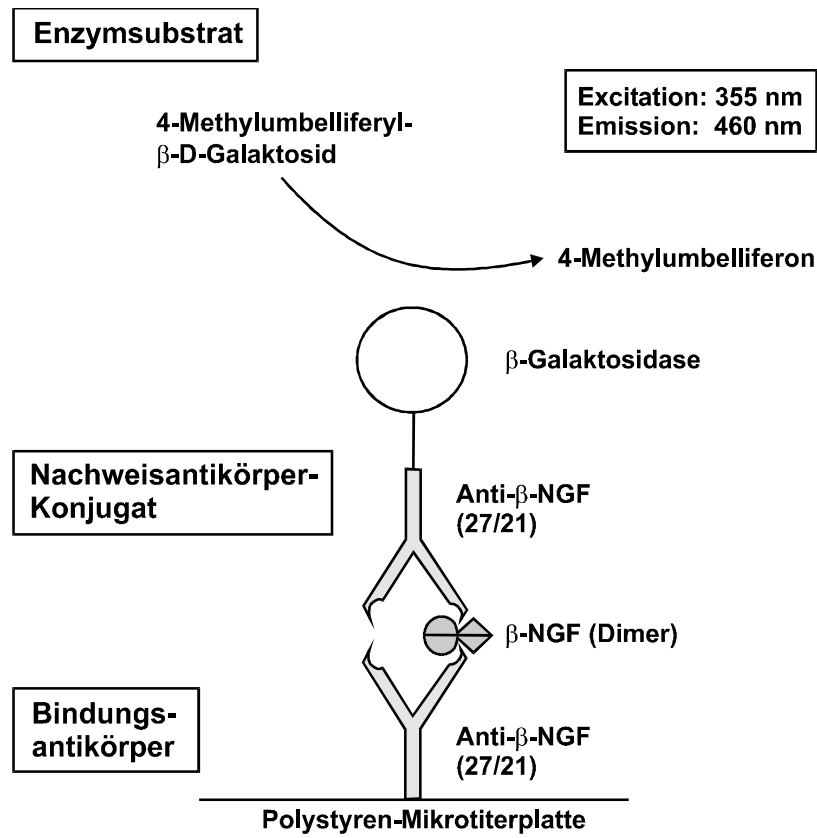 Enzymsubstrat
Excitation: 355 nm
Emission: 460 nm
4-Methylumbelliferyl-
β-D-Galaktosid
4-Methylumbelliferon
β-Galaktosidase
Nachweisantikörper-
Konjugat
Anti-β-NGF
(27/21)
β-NGF (Dimer)
Bindungs-
antikörper
Anti-β-NGF
(27/21)
Polystyren-Mikrotiterplatte